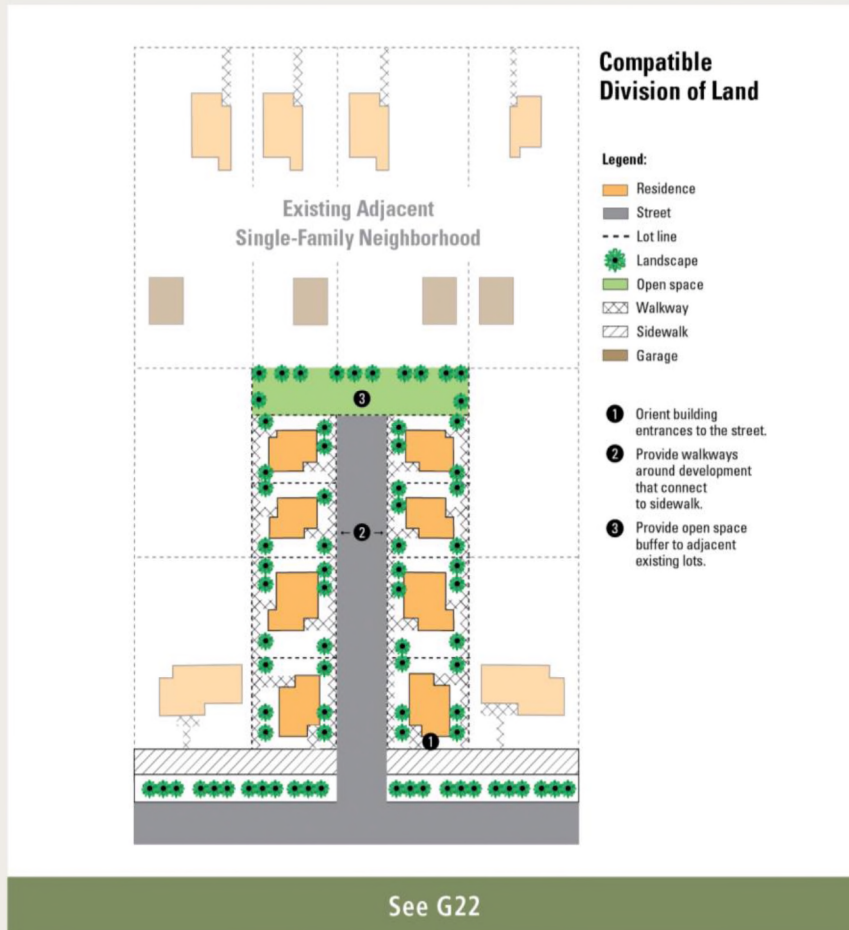 Compatible
Division of Land
Legend:
Residence
Street
Lot line
Landscape
Open space
Walkway
Sidewalk
Garage
1 Orient building
entrances to the street.
2 Provide walkways
around development
that connect
to sidewalk.
3 Provide open space
buffer to adjacent
existing lots.
Existing Adjacent
Single-Family Neighborhood
3
2
1
See G22